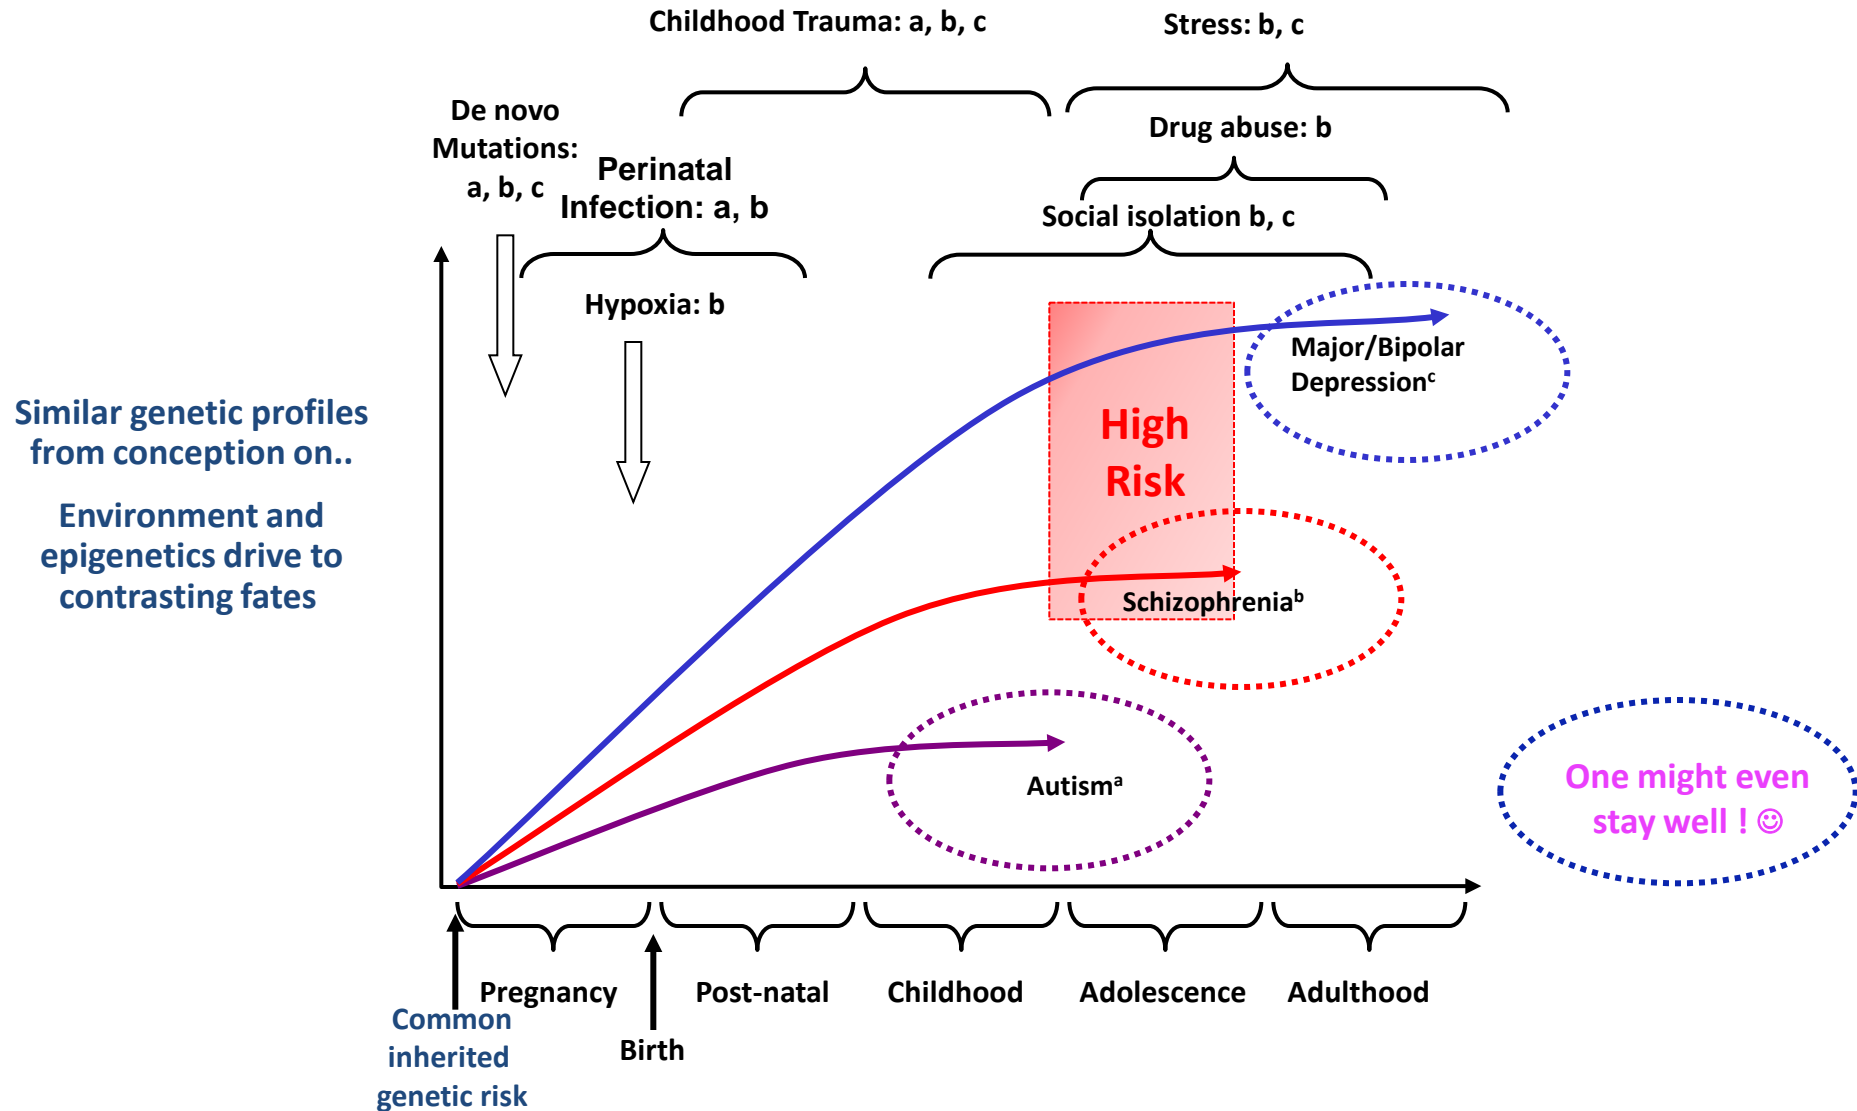 Childhood Trauma: a, b, c
Stress: b, c
De novo
Mutations:
a, b, c
Drug abuse: b
Perinatal
Infection: a, b
Social isolation b, c
Hypoxia: b
Major/Bipolar
Depressionᶜ
High
Risk
Similar genetic profiles
from conception on..
Environment and
epigenetics drive to
contrasting fates
Schizophreniaᵇ
Autismᵃ
One might even
stay well ! ☺
Pregnancy
Post-natal
Childhood
Adolescence
Adulthood
Common
inherited
genetic risk
Birth